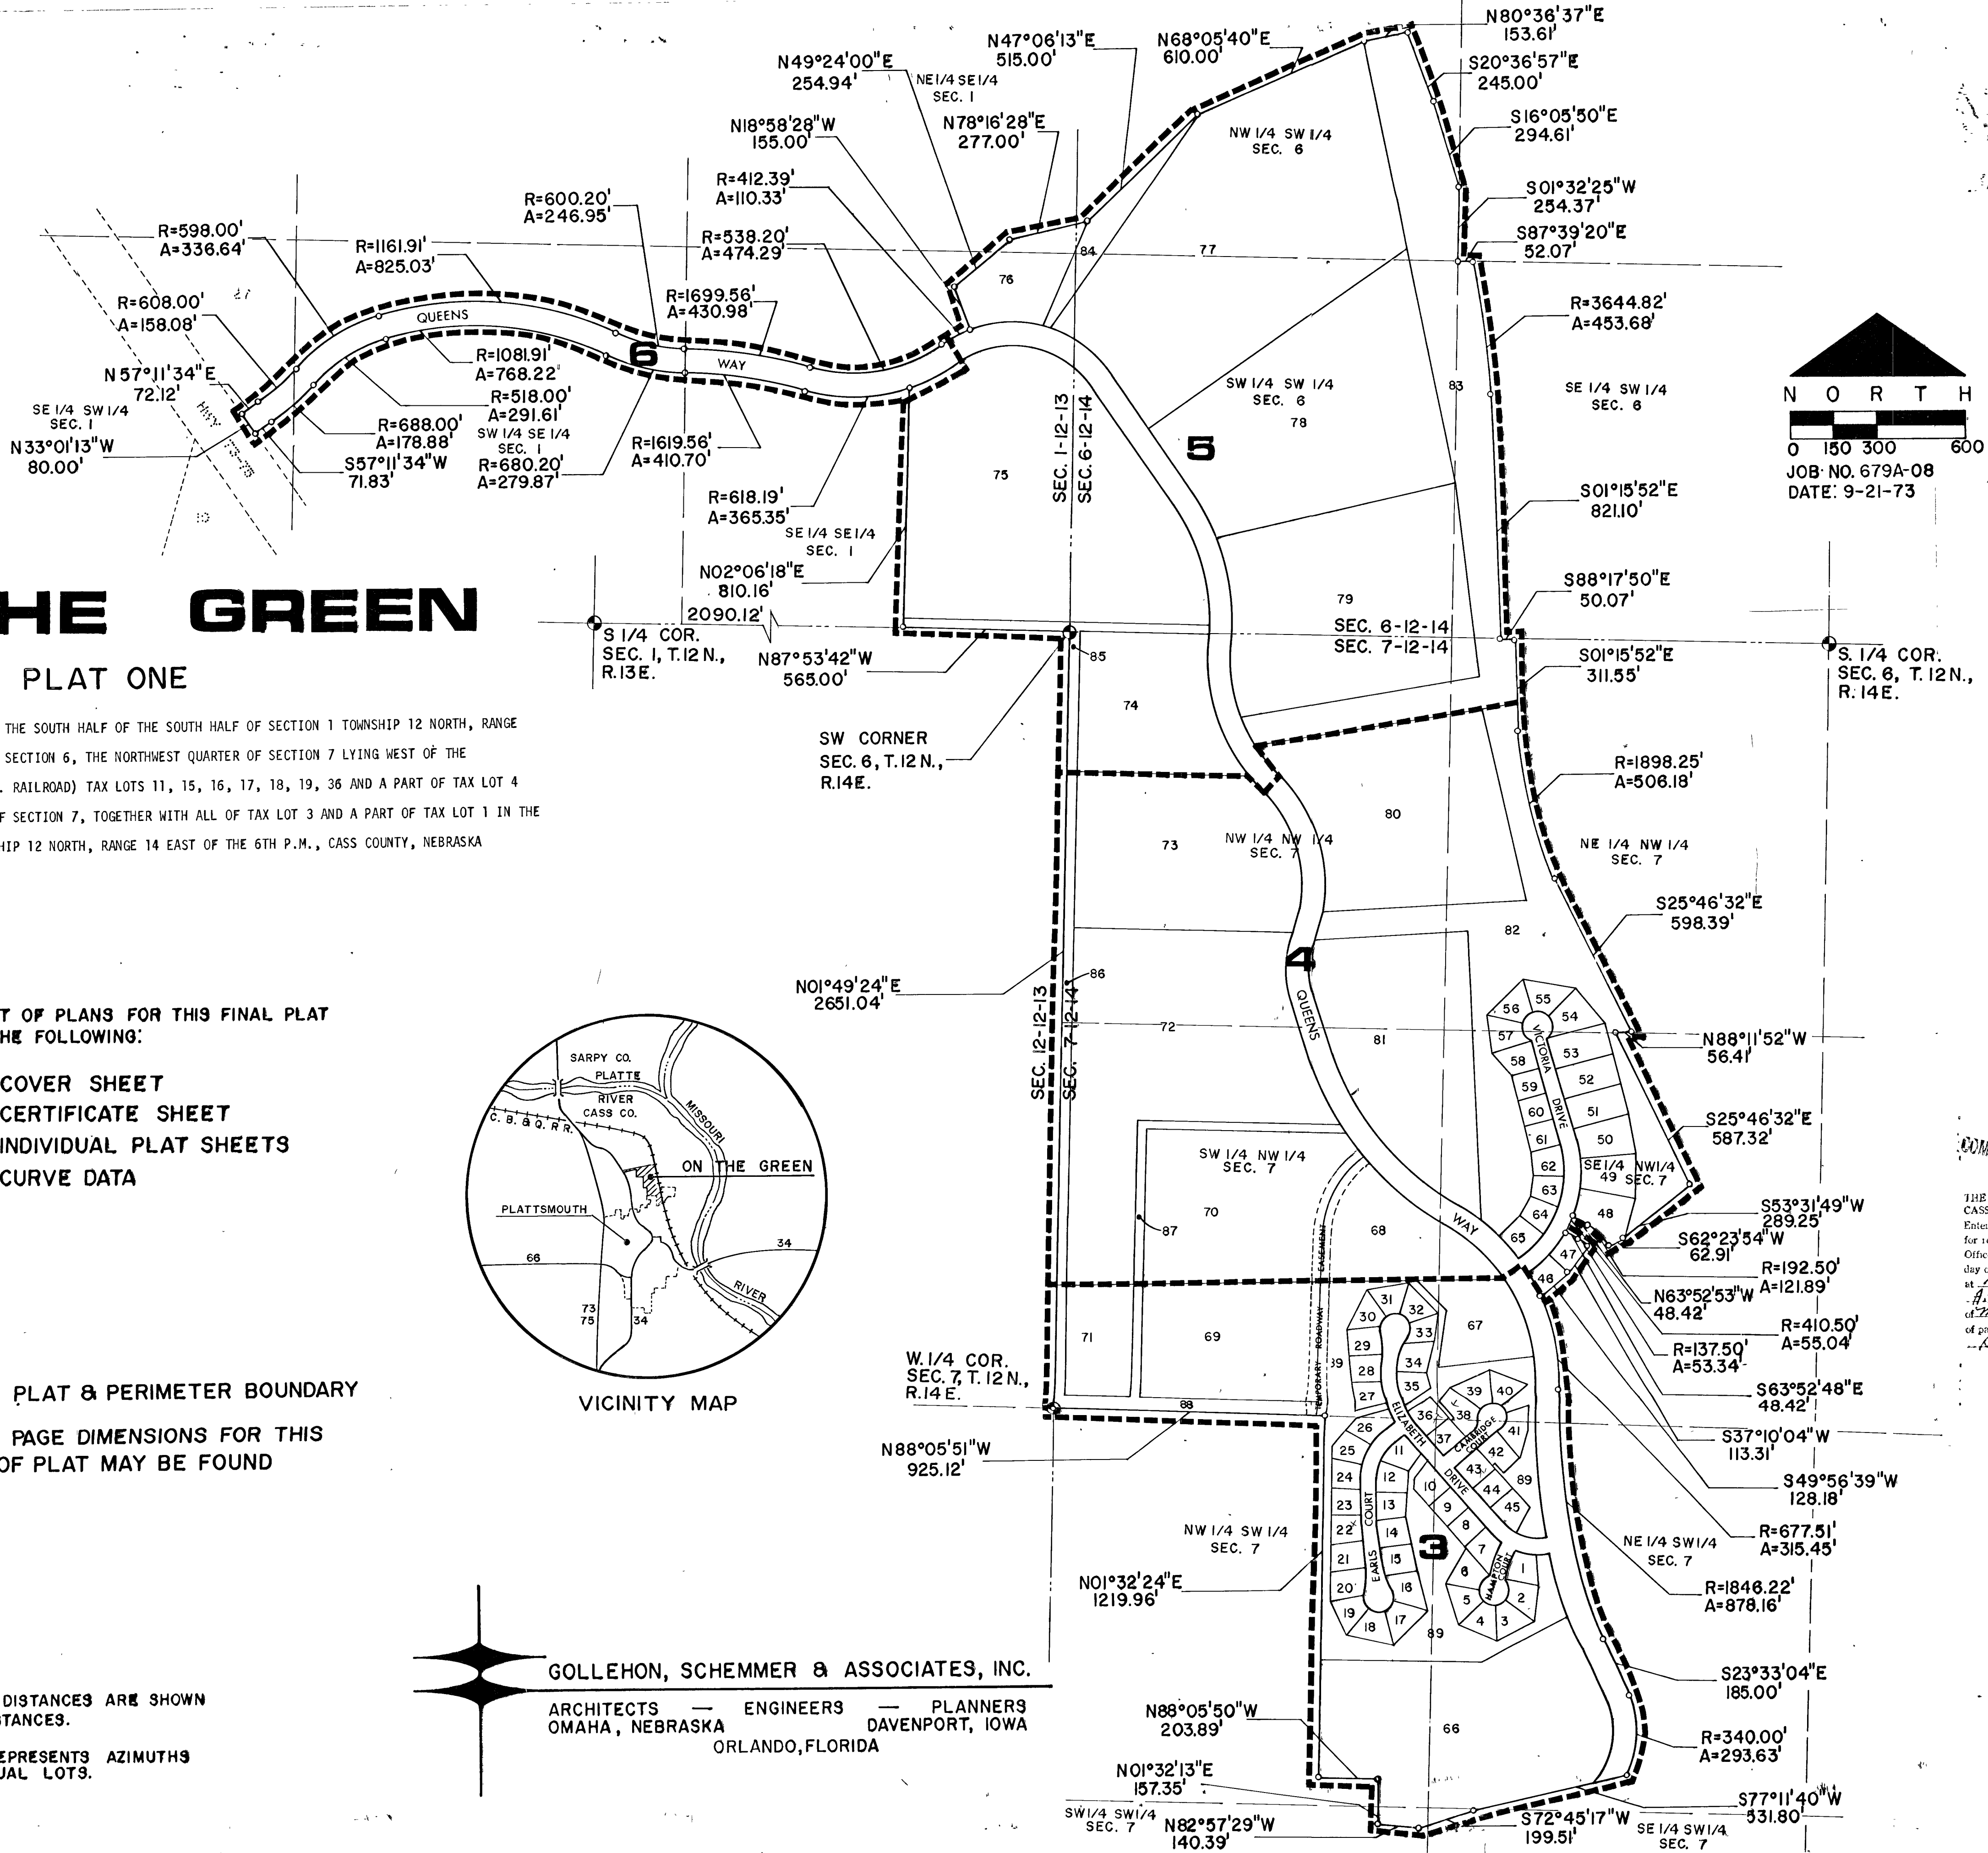 N80°36'37"E
153.61'
N47°06'13"E
515.00'
N68°05'40"E
610.00'
N49°24'00"E
254.94'
NE 1/4 SE 1/4
SEC. 1
S20°36'57"E
245.00'
N18°58'28"W
155.00'
N78°16'28"E
277.00'
NW 1/4 SW 1/4
SEC. 6
S16°05'50"E
294.61'
R=412.39'
A=110.33'
R=600.20'
A=246.95'
S01°32'25"W
254.37'
R=598.00'
A=336.64'
R=1161.91'
A=825.03'
R=538.20'
A=474.29'
S87°39'20"E
52.07'
84
77
76
83
R=608.00'
A=158.08'
QUEENS
6
WAY
R=1699.56'
A=430.98'
R=3644.82'
A=453.68'
N57°11'34"E
72.12'
R=1081.91'
A=768.22'
R=518.00'
A=291.61'
SE 1/4 SW 1/4
SEC. 1
HWY. 73-75
N33°01'13"W
80.00'
R=688.00'
A=178.88'
S57°11'34"W
71.83'
SW 1/4 SE 1/4
SEC. 1
R=680.20'
A=279.87'
R=1619.56'
A=410.70'
R=618.19'
A=365.35'
75
SEC. 1-12-13
SEC. 6-12-14
5
SW 1/4 SW 1/4
SEC. 6
78
SE 1/4 SW 1/4
SEC. 6
NORTH
0 150 300 600
JOB NO. 679A-08
DATE: 9-21-73
S01°15'52"E
821.10'
SE 1/4 SE 1/4
SEC. 1
N02°06'18"E
810.16'
2090.12'
S88°17'50"E
50.07'
79
SEC. 6-12-14
SEC. 7-12-14
HE GREEN
PLAT ONE
S 1/4 COR.
SEC. 1, T.12 N.,
R.13E.
N87°53'42"W
565.00'
85
S01°15'52"E
311.55'
S. 1/4 COR.
SEC. 6, T.12N.,
R.14E.
THE SOUTH HALF OF THE SOUTH HALF OF SECTION 1 TOWNSHIP 12 NORTH, RANGE
SECTION 6, THE NORTHWEST QUARTER OF SECTION 7 LYING WEST OF THE
. RAILROAD) TAX LOTS 11, 15, 16, 17, 18, 19, 36 AND A PART OF TAX LOT 4
F SECTION 7, TOGETHER WITH ALL OF TAX LOT 3 AND A PART OF TAX LOT 1 IN THE
HIP 12 NORTH, RANGE 14 EAST OF THE 6TH P.M., CASS COUNTY, NEBRASKA
SW CORNER
SEC. 6, T.12 N.,
R.14E.
74
R=1898.25'
A=506.18'
73
NW 1/4 NW 1/4
SEC. 7
80
NE 1/4 NW 1/4
SEC. 7
S25°46'32"E
598.39'
82
4
N01°49'24"E
2651.04'
86
SEC. 12-12-13
SEC. 7-12-14
72
QUEENS
81
T OF PLANS FOR THIS FINAL PLAT
HE FOLLOWING:
COVER SHEET
CERTIFICATE SHEET
INDIVIDUAL PLAT SHEETS
CURVE DATA
SARPY CO.
PLATTE
RIVER
CASS CO.
MISSOURI
C. B. & Q. R R.
ON THE GREEN
PLATTSMOUTH
66
34
73
75
34
RIVER
VICINITY MAP
56
55
54
57
VICTORIA
DRIVE
53
58
52
59
51
60
61
50
62
SE 1/4 NW 1/4
SEC. 7
49
63
64
48
65
47
46
N88°11'52"W
56.41'
S25°46'32"E
587.32'
S53°31'49"W
289.25'
S62°23'54"W
62.91'
R=192.50'
A=121.89'
N63°52'53"W
48.42'
R=410.50'
A=55.04'
R=137.50'
A=53.34'
S63°52'48"E
48.42'
S37°10'04"W
113.31'
S49°56'39"W
128.18'
R=677.51'
A=315.45'
SW 1/4 NW 1/4
SEC. 7
87
70
68
WAY
TEMPORARY ROADWAY EASEMENT
71
69
67
W. 1/4 COR.
SEC. 7, T.12 N.,
R.14 E.
88
N88°05'51"W
925.12'
PLAT & PERIMETER BOUNDARY
PAGE DIMENSIONS FOR THIS
OF PLAT MAY BE FOUND
31
30
32
29
33
28
34
27
35
39
40
36
38
37
41
26
ELIZABETH
DRIVE
CAMBRIDGE
COURT
42
25
11
24
12
43
89
10
44
23
13
9
45
COURT
22
14
8
3
21
15
7
EARLS
HAMPTON
COURT
6
1
20
16
5
2
19
17
4
3
18
89
66
NW 1/4 SW 1/4
SEC. 7
NE 1/4 SW 1/4
SEC. 7
N01°32'24"E
1219.96'
R=1846.22'
A=878.16'
S23°33'04"E
185.00'
GOLLEHON, SCHEMMER & ASSOCIATES, INC.
ARCHITECTS — ENGINEERS — PLANNERS
OMAHA, NEBRASKA DAVENPORT, IOWA
ORLANDO, FLORIDA
DISTANCES ARE SHOWN
STANCES.
EPRESENTS AZIMUTHS
UAL LOTS.
N88°05'50"W
203.89'
R=340.00'
A=293.63'
N01°32'13"E
157.35'
SW 1/4 SW 1/4
SEC. 7
N82°57'29"W
140.39'
S72°45'17"W
199.51'
S77°11'40"W
531.80'
SE 1/4 SW 1/4
SEC. 7
COM
THE
CASS
Enter
for re
Offic
day o
at
of
of pa